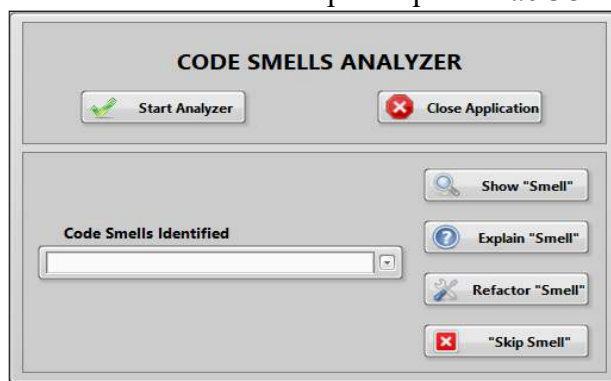 CODE SMELLS ANALYZER
Start Analyzer
Close Application
Show "Smell"
Code Smells Identified
Explain "Smell"
Refactor "Smell"
"Skip Smell"